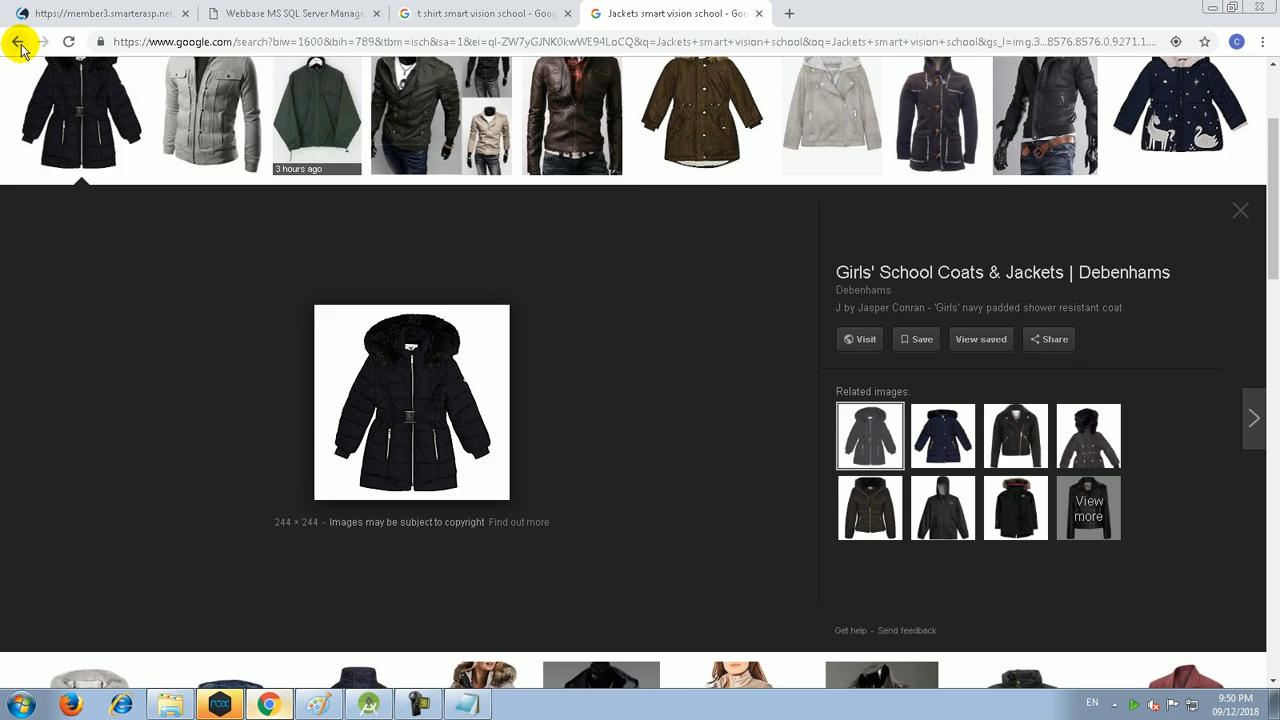 https://member3.smarterasp.net
Webbase MS SQL Server Manage
t shirt smart vision school - Goog
Jackets smart vision school - Goo
https://www.google.com/search?biw=1600&bih=789&tbm=isch&sa=1&ei=ql-ZW7yGJNK0kwWE94LoCQ&q=Jackets+smart+vision+school&oq=Jackets+smart+vision+school&gs_l=img.3...8576.8576.0.9271.1....
C
3 hours ago
Girls' School Coats & Jackets | Debenhams
Debenhams
J by Jasper Conran - 'Girls' navy padded shower resistant coat
Visit
Save
View saved
Share
Related images:
View more
244 × 244 - Images may be subject to copyright Find out more
Get help - Send feedback
nox
EN
9:50 PM
09/12/2018